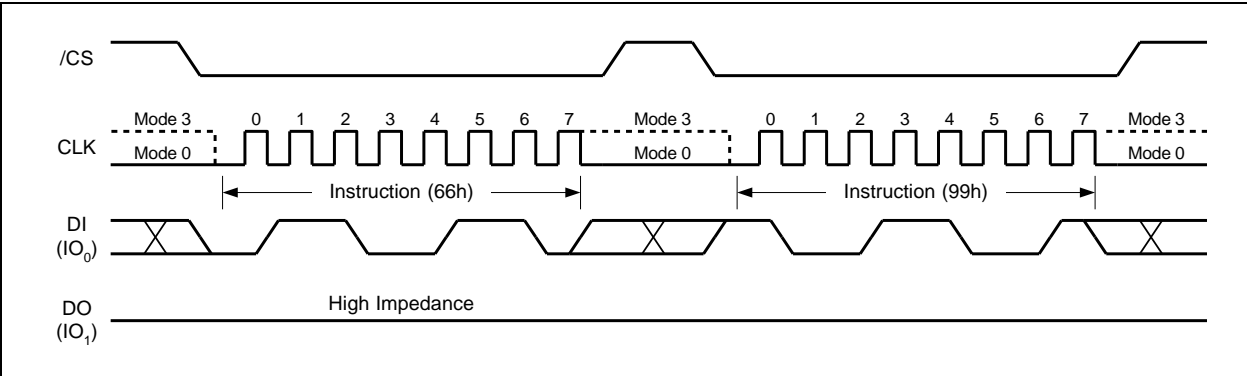 /CS
Mode 3 0 1 2 3 4 5 6 7 Mode 3 0 1 2 3 4 5 6 7 Mode 3
CLK
Mode 0 Mode 0 Mode 0
Instruction (66h) Instruction (99h)
DI
(IO0)
High Impedance
DO
(IO1)